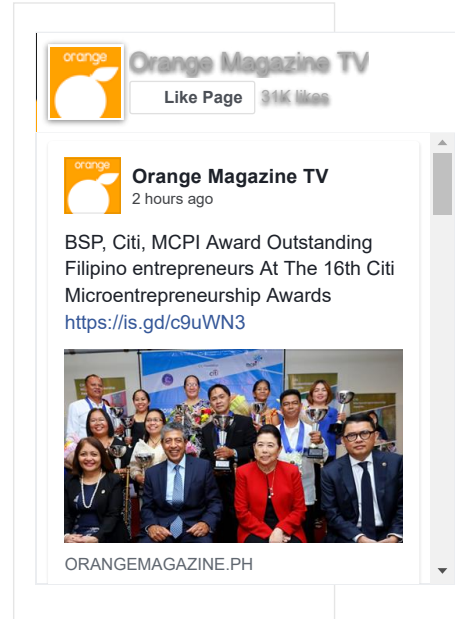 orange
Orange Magazine TV
Like Page
31K likes
orange
Orange Magazine TV
2 hours ago
BSP, Citi, MCPI Award Outstanding
Filipino entrepreneurs At The 16th Citi
Microentrepreneurship Awards
https://is.gd/c9uWN3
citi
ORANGEMAGAZINE.PH